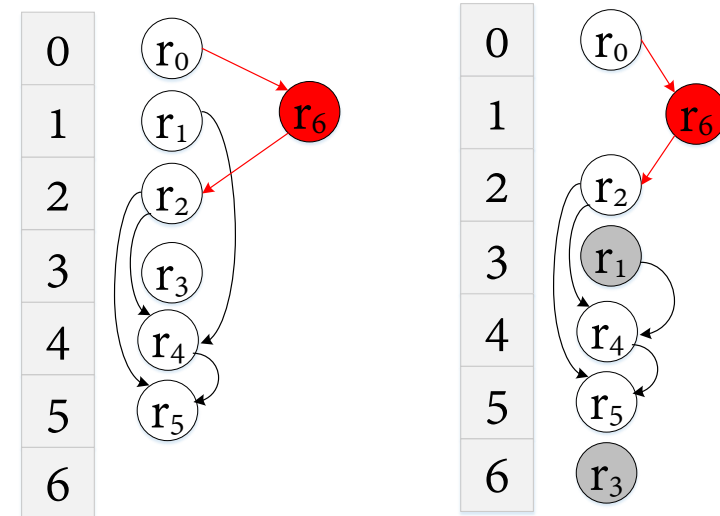 0 r₀ 0 r₀
1 r₁ r₆ 1 r₆
2 r₂ 2 r₂
3 r₃ 3 r₁
4 r₄ 4 r₄
5 r₅ 5 r₅
6 6 r₃